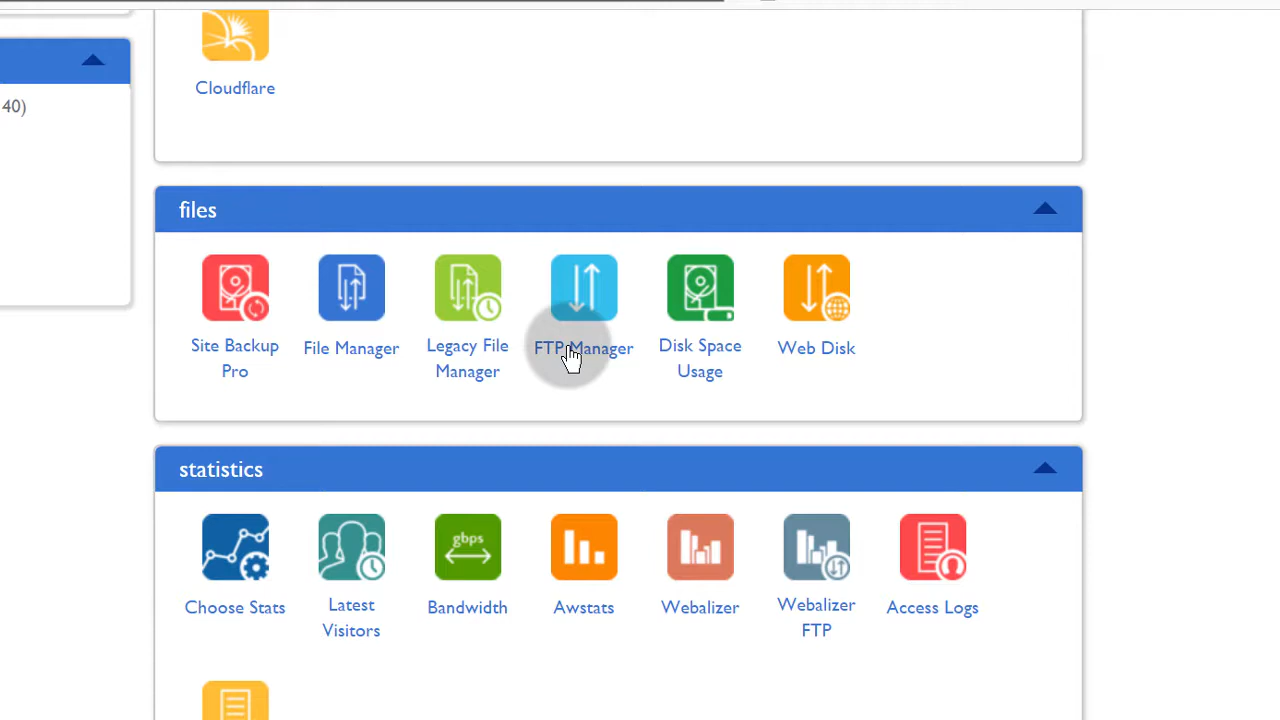 Cloudflare
40)
files
Site Backup
Pro
File Manager
Legacy File
Manager
FTP Manager
Disk Space
Usage
Web Disk
statistics
gbps
Choose Stats
Latest
Visitors
Bandwidth
Awstats
Webalizer
Webalizer
FTP
Access Logs